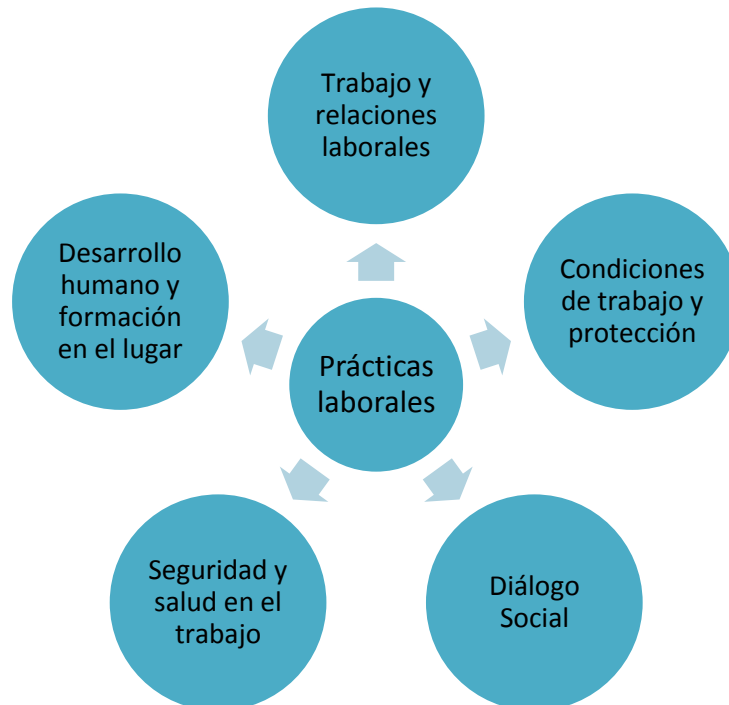 Trabajo y
relaciones
laborales
Desarrollo
humano y
formación
en el lugar
Condiciones
de trabajo y
protección
Prácticas
laborales
Seguridad y
salud en el
trabajo
Diálogo
Social